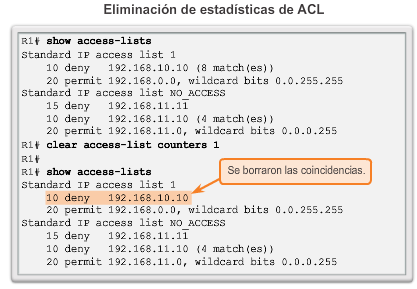 Eliminación de estadísticas de ACL
R1# show access-lists
Standard IP access list 1
10 deny 192.168.10.10 (8 match(es))
20 permit 192.168.0.0, wildcard bits 0.0.255.255
Standard IP access list NO_ACCESS
15 deny 192.168.11.11
10 deny 192.168.11.10 (4 match(es))
20 permit 192.168.11.0, wildcard bits 0.0.0.255
R1# clear access-list counters 1
R1#
R1# show access-lists
Standard IP access list 1
Se borraron las coincidencias.
10 deny 192.168.10.10
20 permit 192.168.0.0, wildcard bits 0.0.255.255
Standard IP access list NO_ACCESS
15 deny 192.168.11.11
10 deny 192.168.11.10 (4 match(es))
20 permit 192.168.11.0, wildcard bits 0.0.0.255